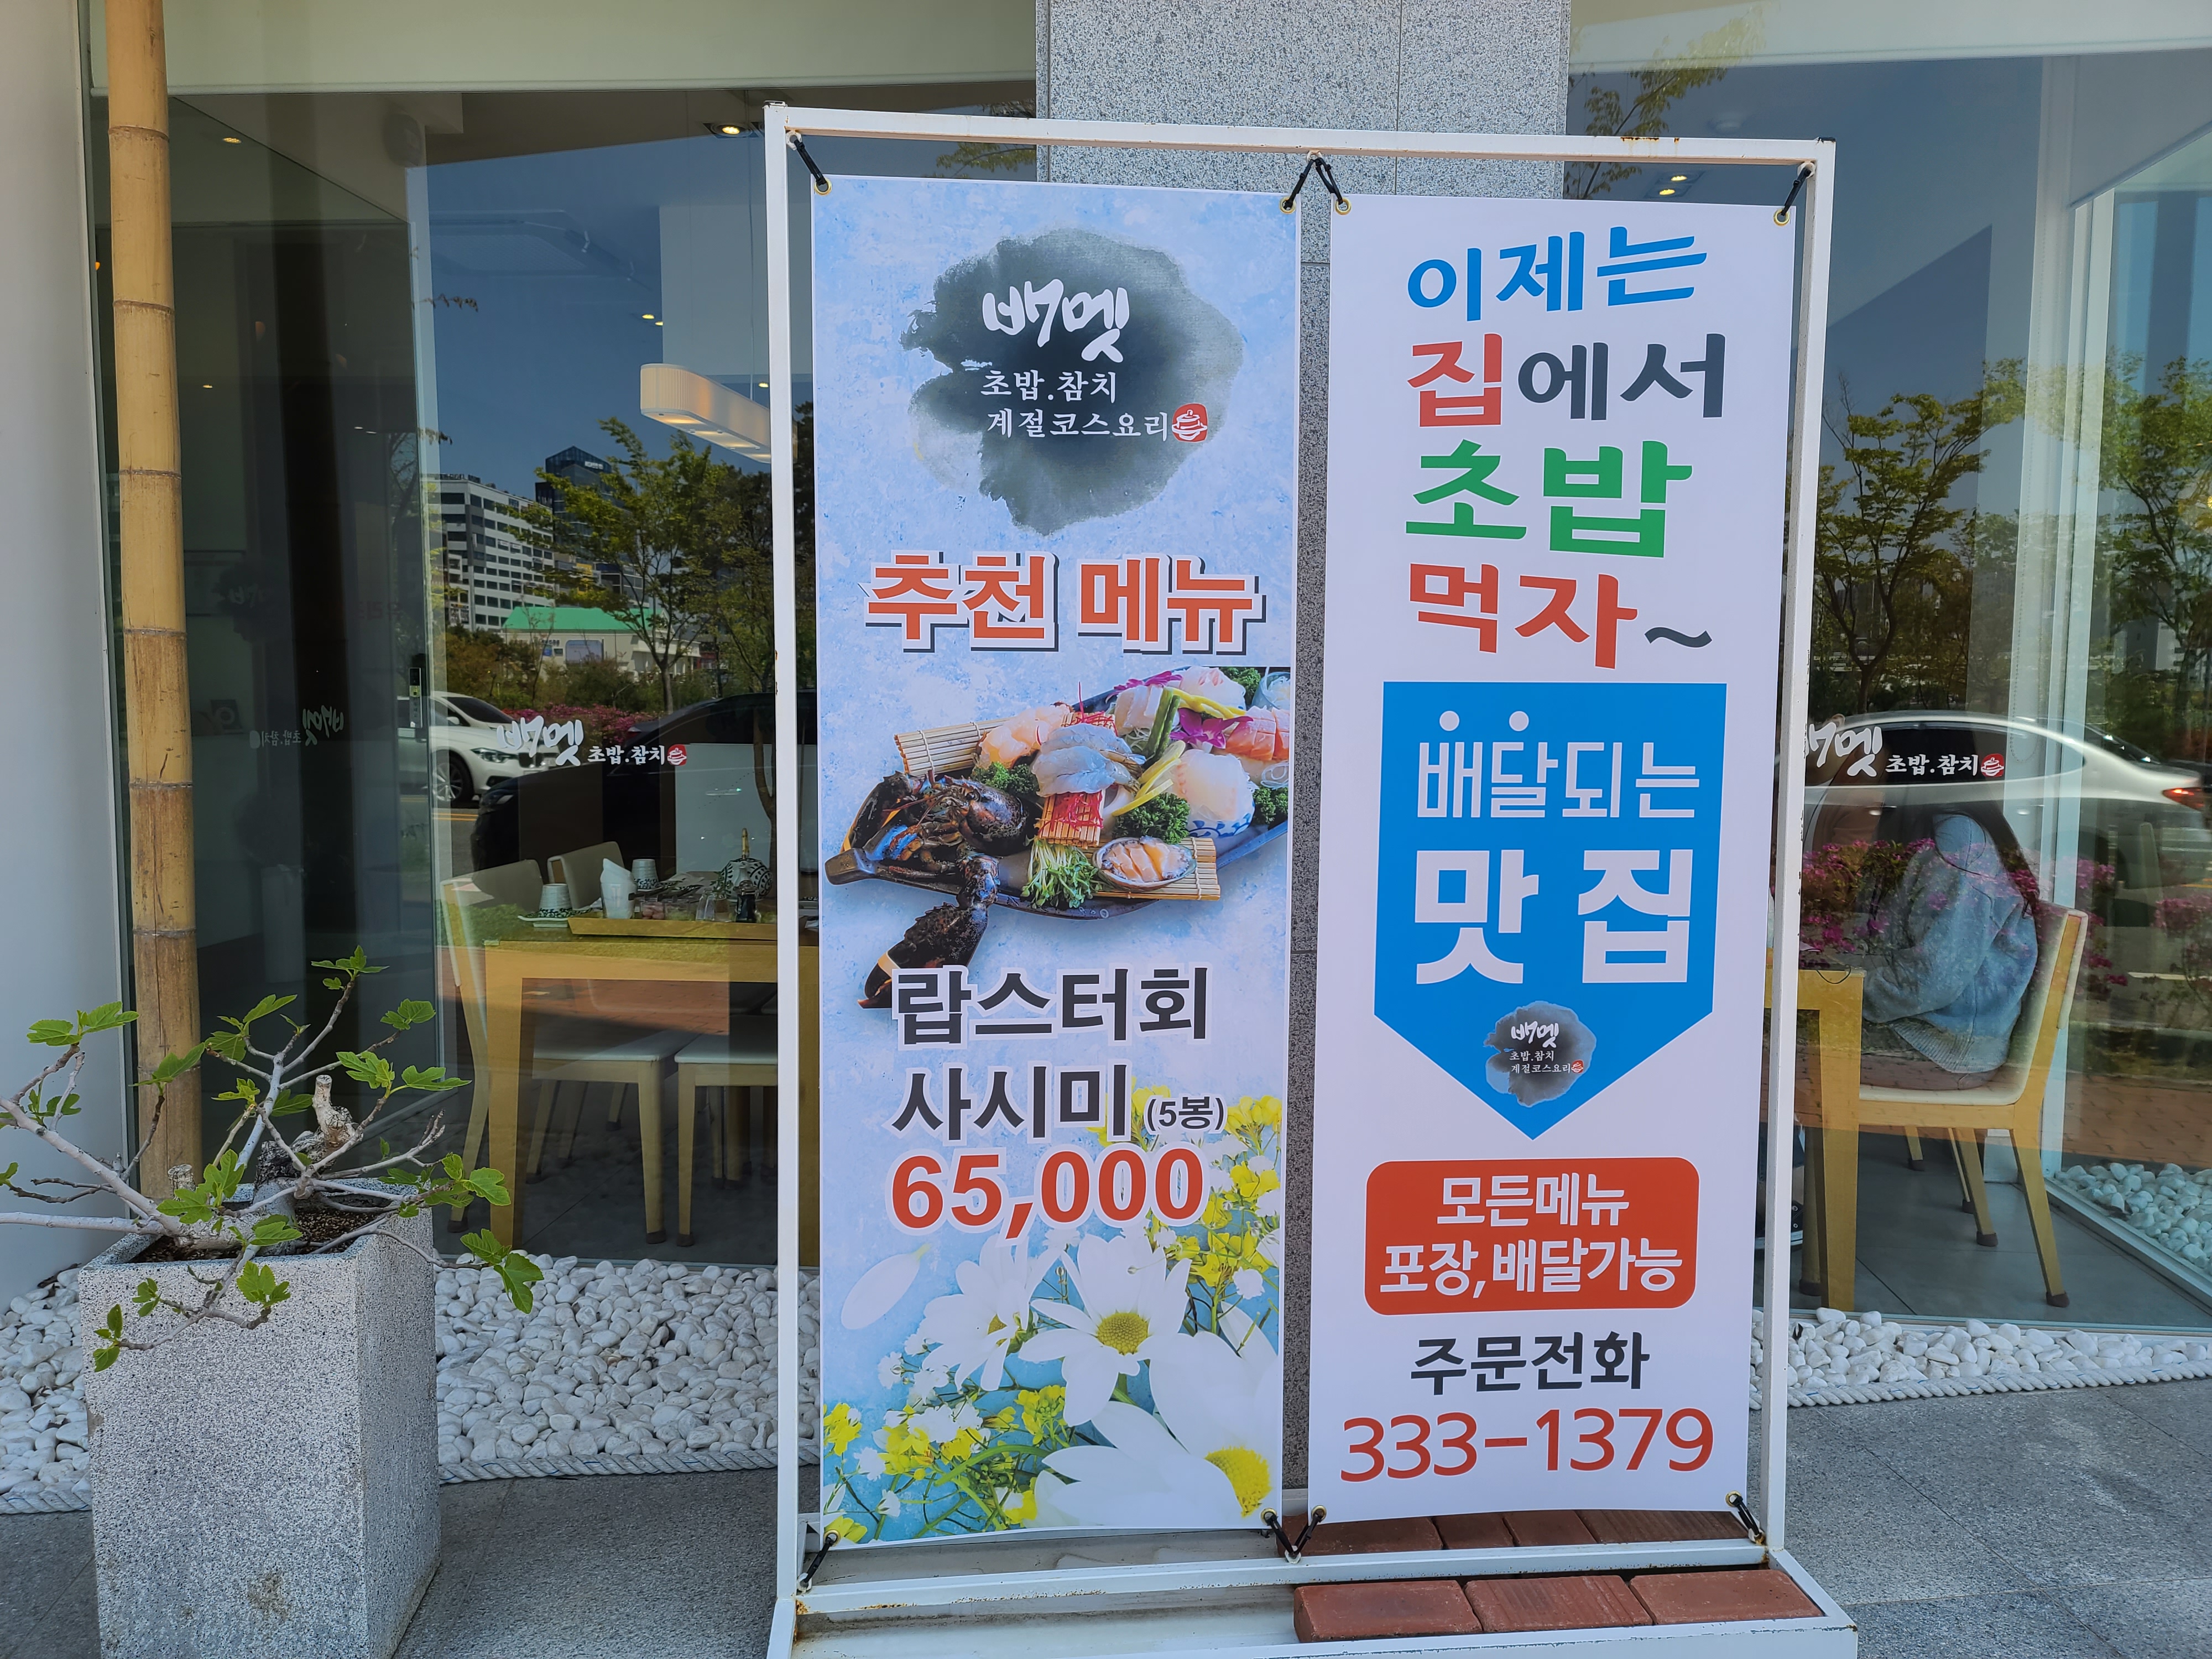 배멧
초밥.참치
계절코스요리
추천 메뉴
랍스터회
사시미 (5봉)
65,000
이제는
집에서
초밥
먹자~
배달되는
맛집
배멧
초밥.참치
계절코스요리
모든메뉴
포장,배달가능
주문전화
333-1379
배멧 초밥.참치
배멧 초밥.참치